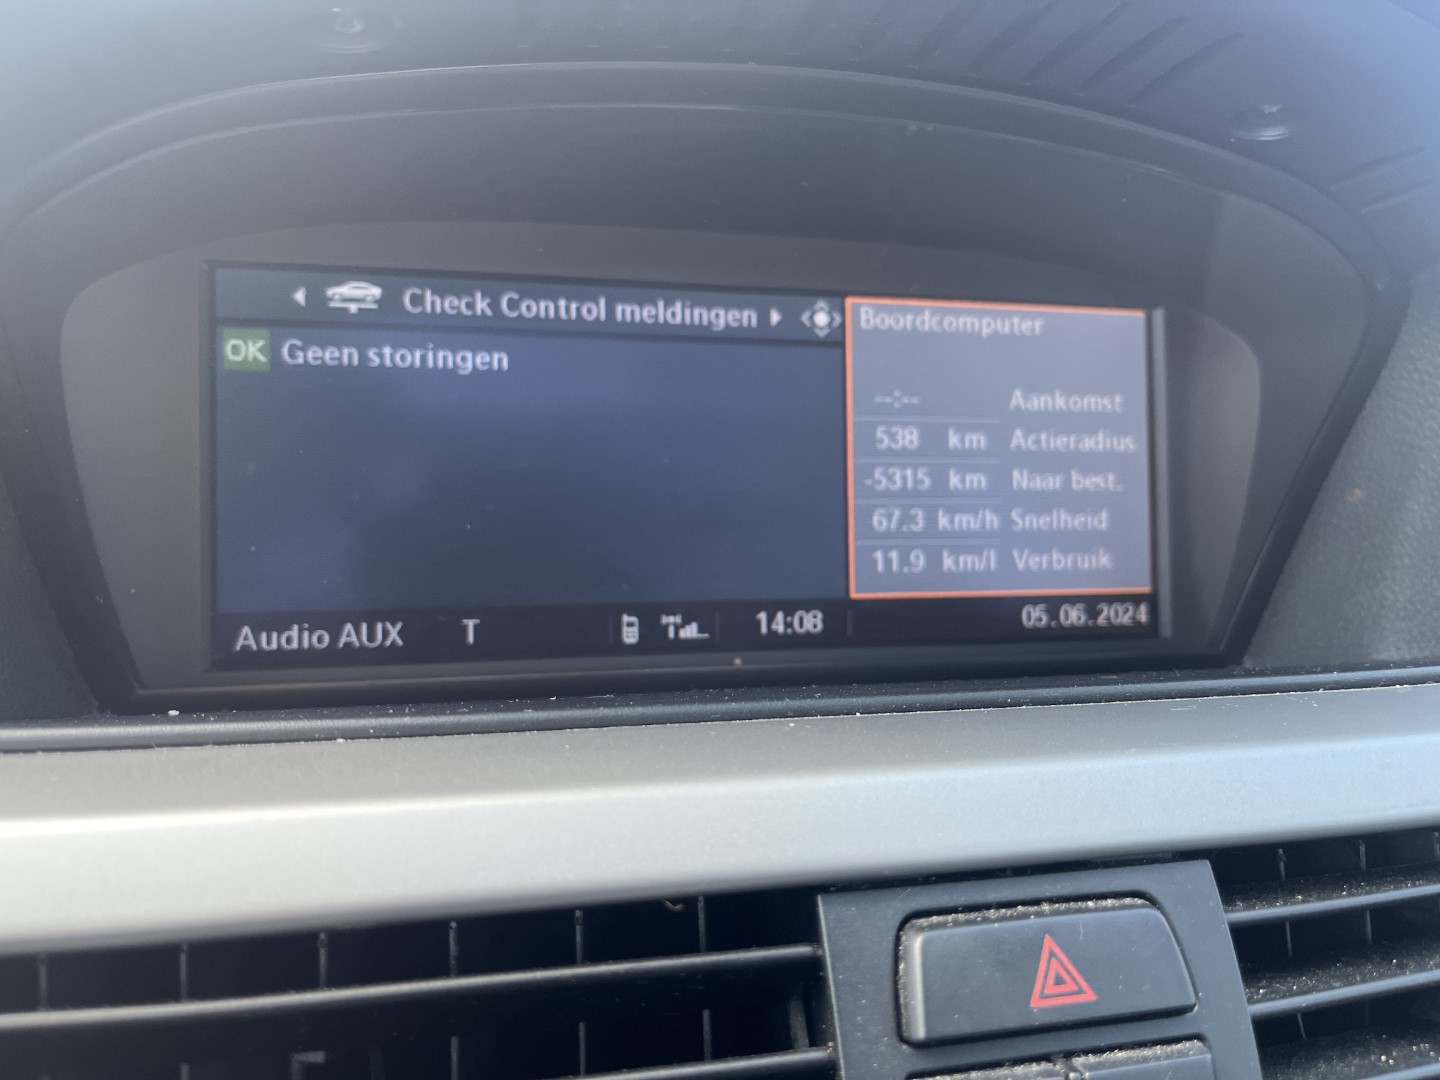 Check Control meldingen
OK Geen storingen
Boordcomputer
--:-- Aankomst
538 km Actieradius
-5315 km Naar best.
67.3 km/h Snelheid
11.9 km/l Verbruik
Audio AUX T 14:08 05.06.2024